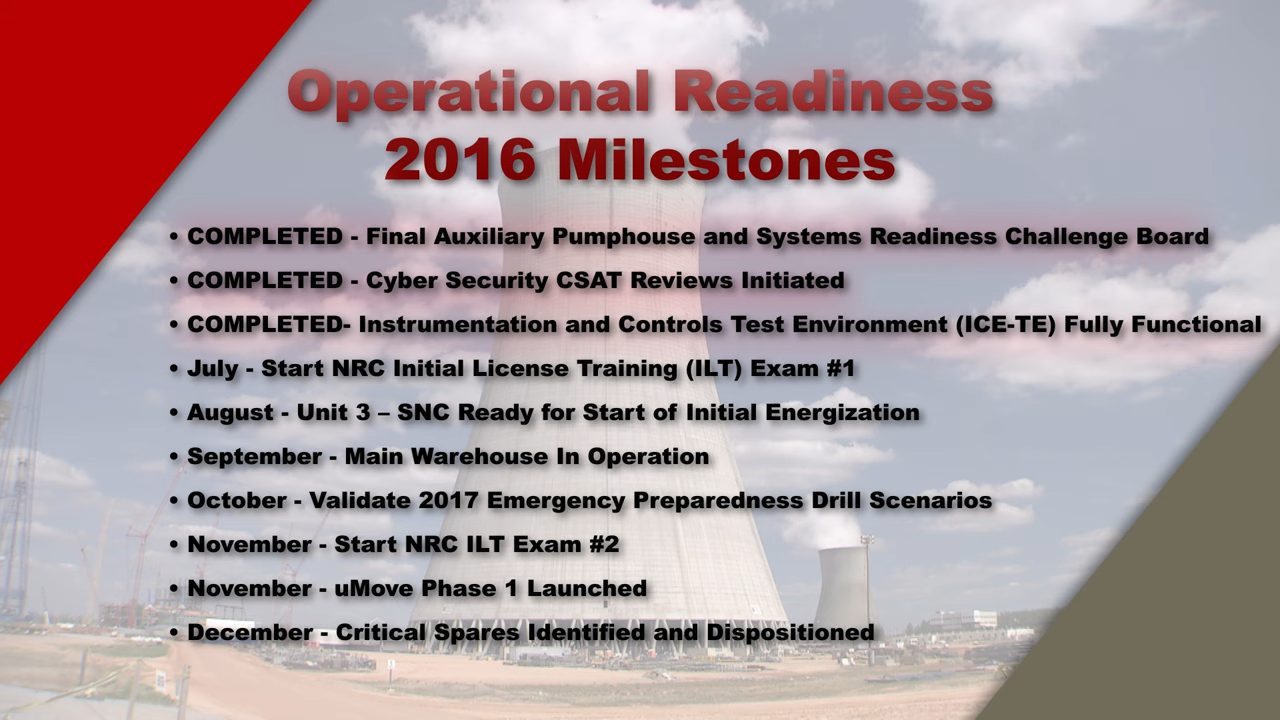 Operational Readiness
2016 Milestones
• COMPLETED - Final Auxiliary Pumphouse and Systems Readiness Challenge Board
• COMPLETED - Cyber Security CSAT Reviews Initiated
• COMPLETED- Instrumentation and Controls Test Environment (ICE-TE) Fully Functional
• July - Start NRC Initial License Training (ILT) Exam #1
• August - Unit 3 – SNC Ready for Start of Initial Energization
• September - Main Warehouse In Operation
• October - Validate 2017 Emergency Preparedness Drill Scenarios
• November - Start NRC ILT Exam #2
• November - uMove Phase 1 Launched
• December - Critical Spares Identified and Dispositioned